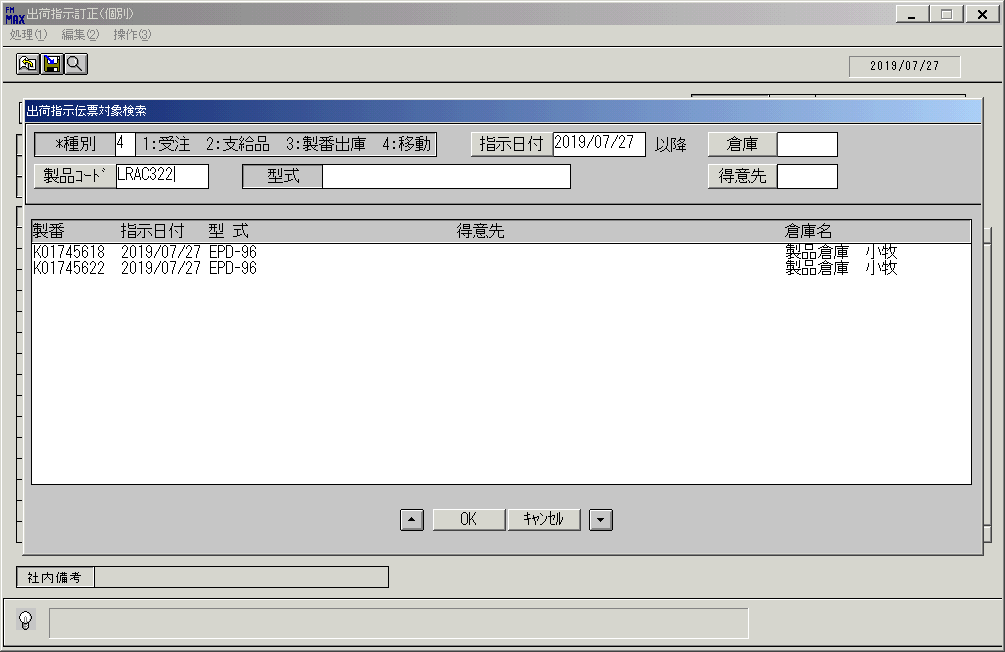 FM MAX 出荷指示訂正(個別)
処理(1) 編集(2) 操作(3)
2019/07/27
出荷指示伝票対象検索
*種別 4 1:受注 2:支給品 3:製番出庫 4:移動 指示日付 2019/07/27 以降 倉庫
製品ｺｰﾄﾞ LRAC322 型式 得意先
製番 指示日付 型 式 得意先 倉庫名
K01745618 2019/07/27 EPD-96 製品倉庫 小牧
K01745622 2019/07/27 EPD-96 製品倉庫 小牧
OK ｷｬﾝｾﾙ
社内備考